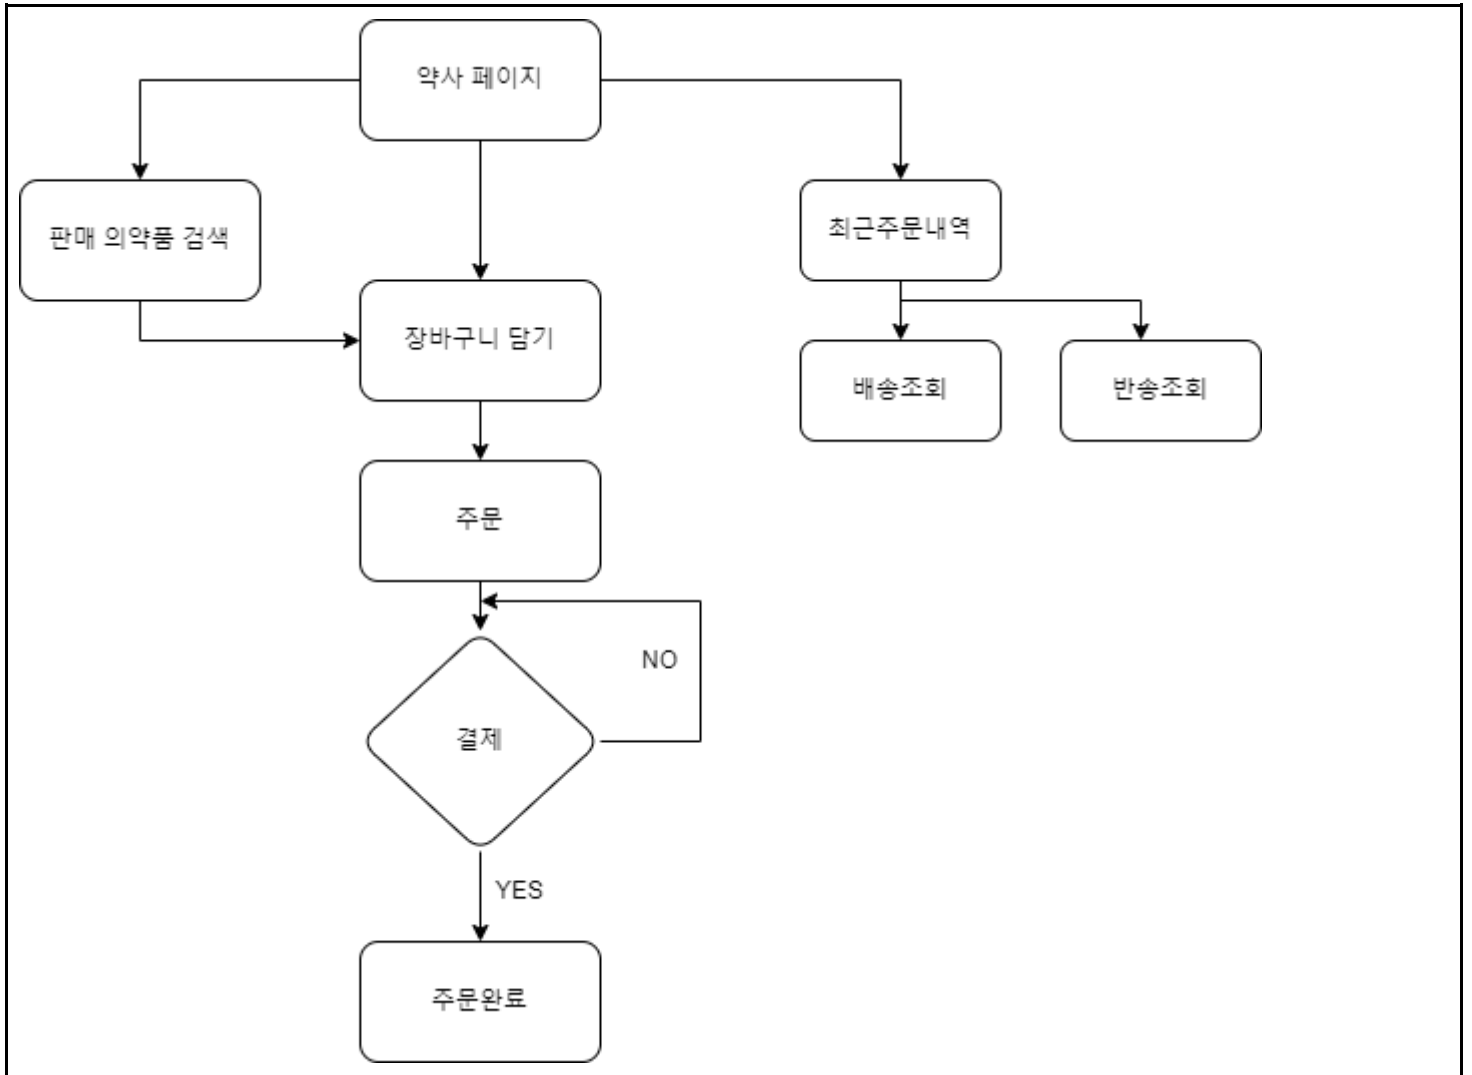 약사 페이지
판매 의약품 검색
최근주문내역
장바구니 담기
배송조회
반송조회
주문
NO
결제
YES
주문완료